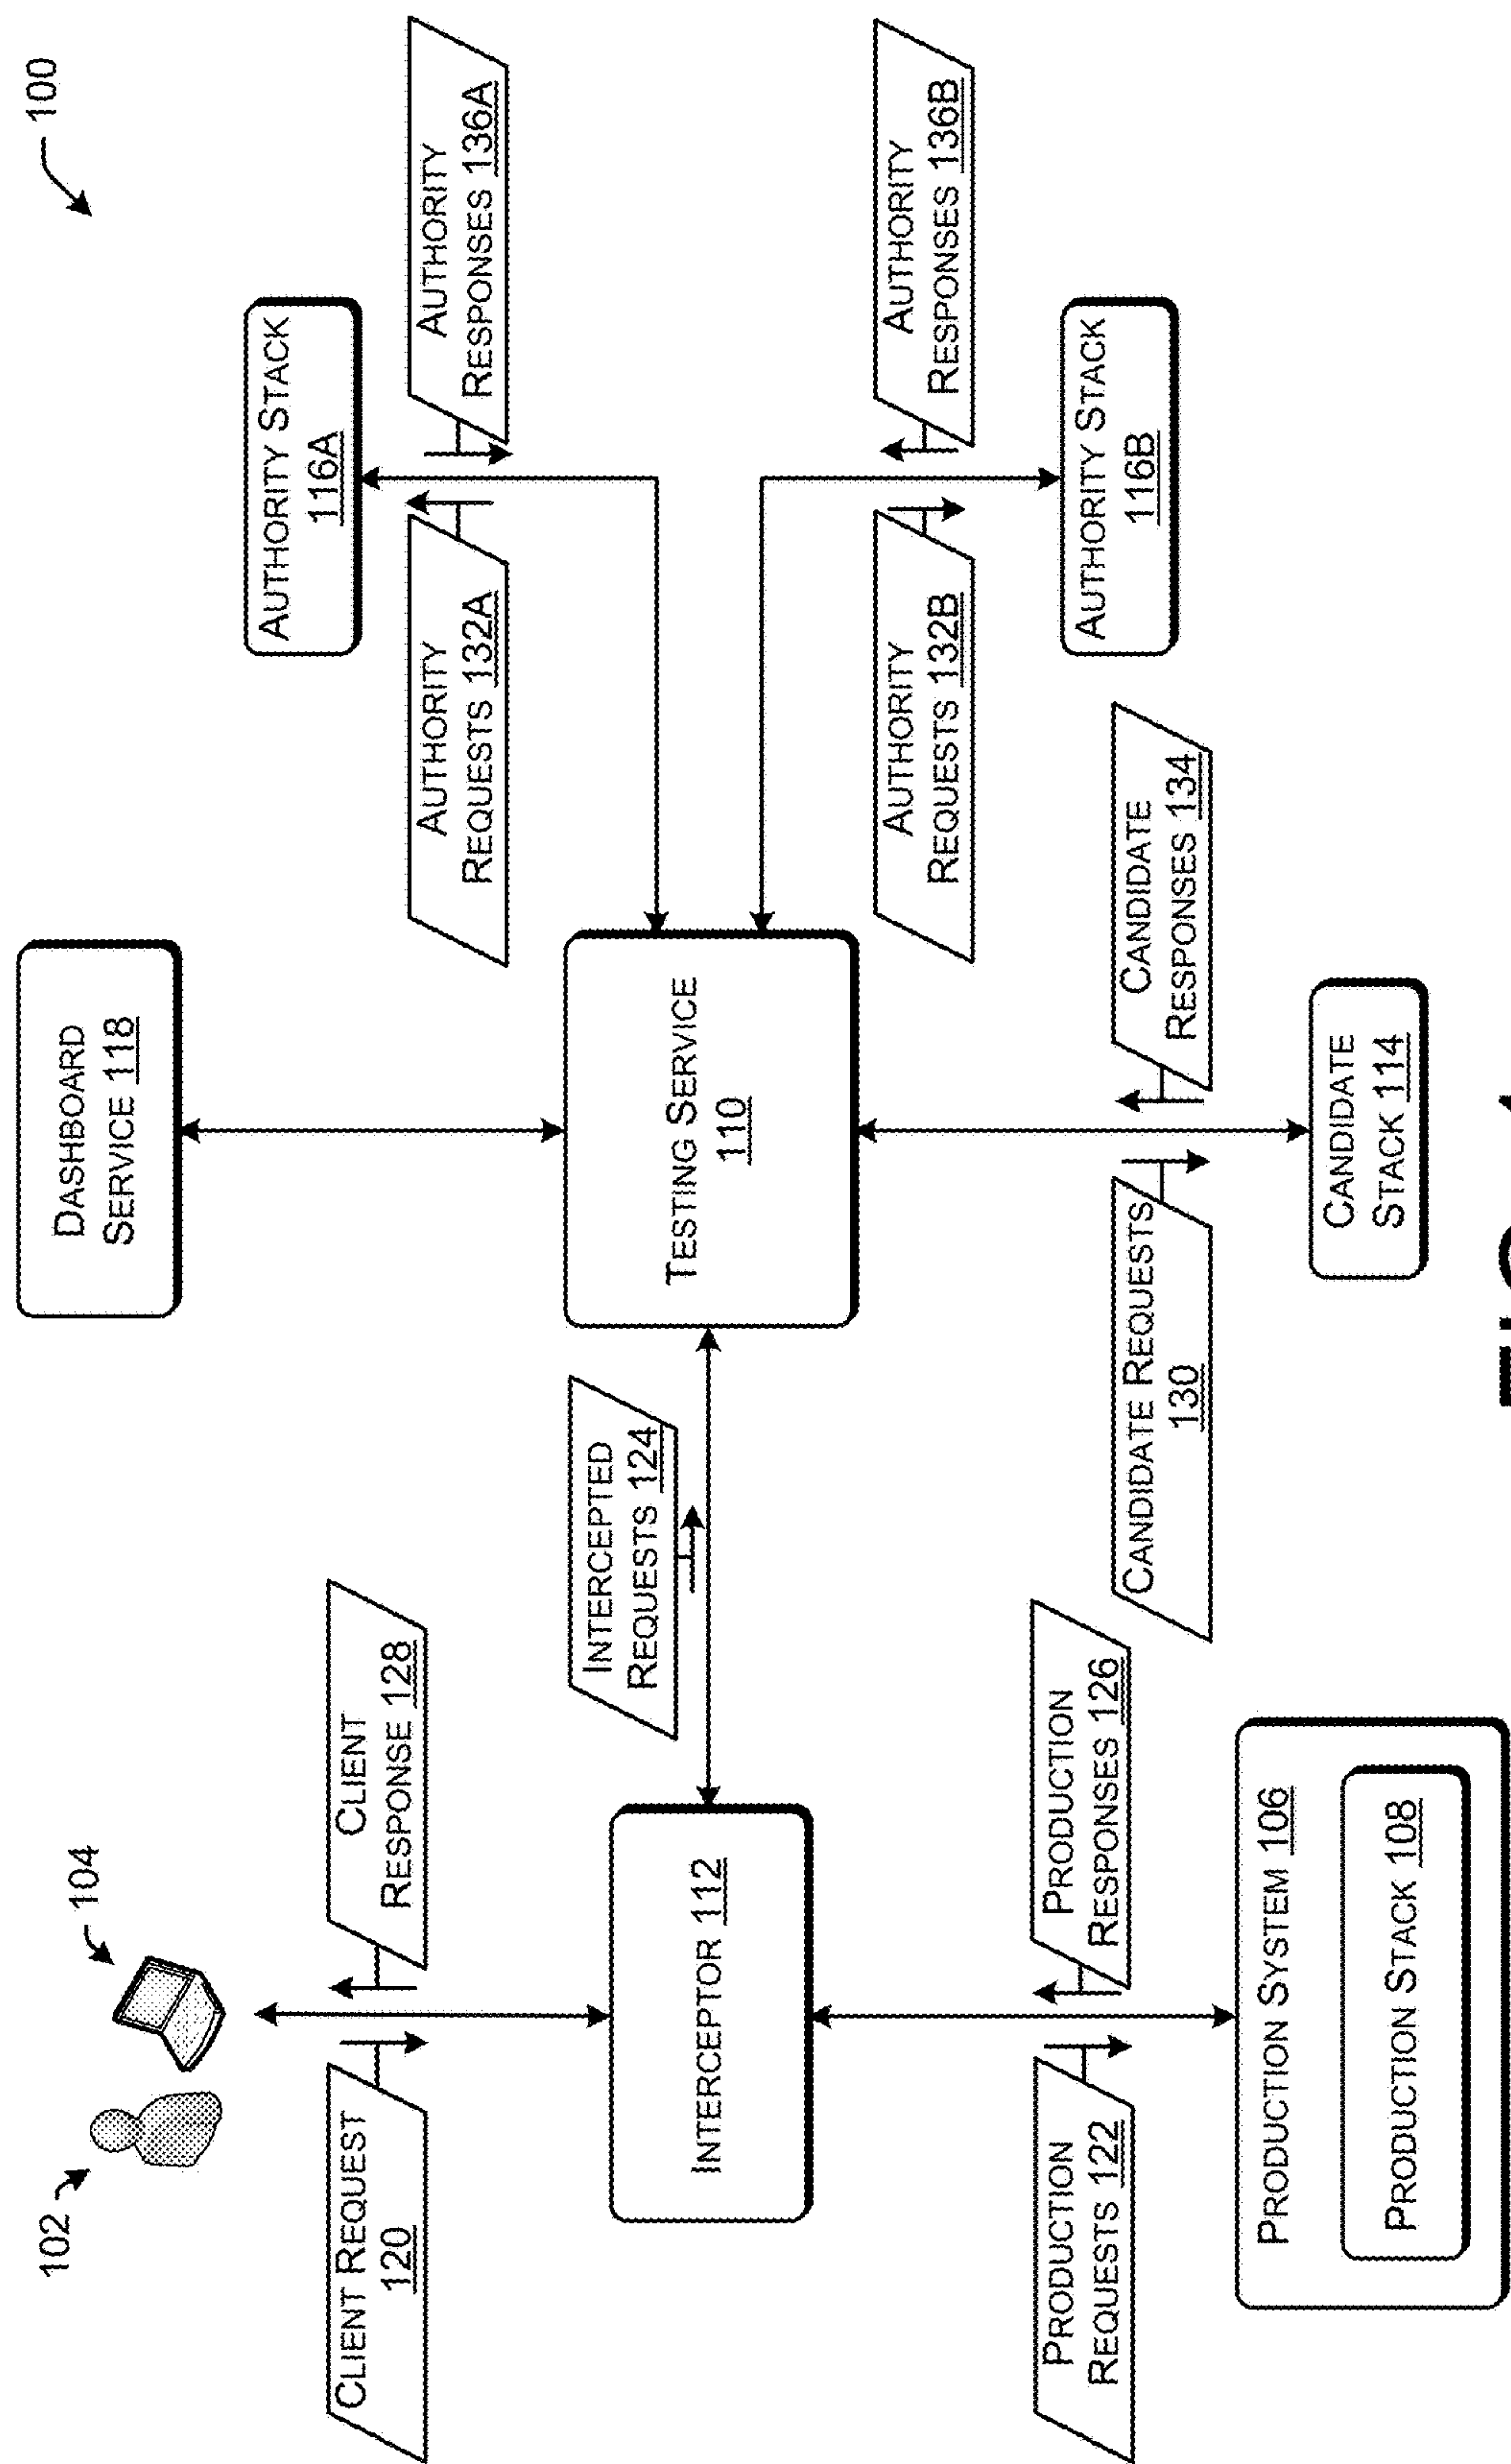 100
102
104
CLIENT REQUEST
120
CLIENT
RESPONSE 128
INTERCEPTOR 112
PRODUCTION
REQUESTS 122
PRODUCTION
RESPONSES 126
PRODUCTION SYSTEM 106
PRODUCTION STACK 108
INTERCEPTED
REQUESTS 124
DASHBOARD
SERVICE 118
TESTING SERVICE
110
CANDIDATE REQUESTS
130
CANDIDATE
RESPONSES 134
CANDIDATE
STACK 114
AUTHORITY STACK
116A
AUTHORITY
REQUESTS 132A
AUTHORITY
RESPONSES 136A
AUTHORITY
REQUESTS 132B
AUTHORITY
RESPONSES 136B
AUTHORITY STACK
116B